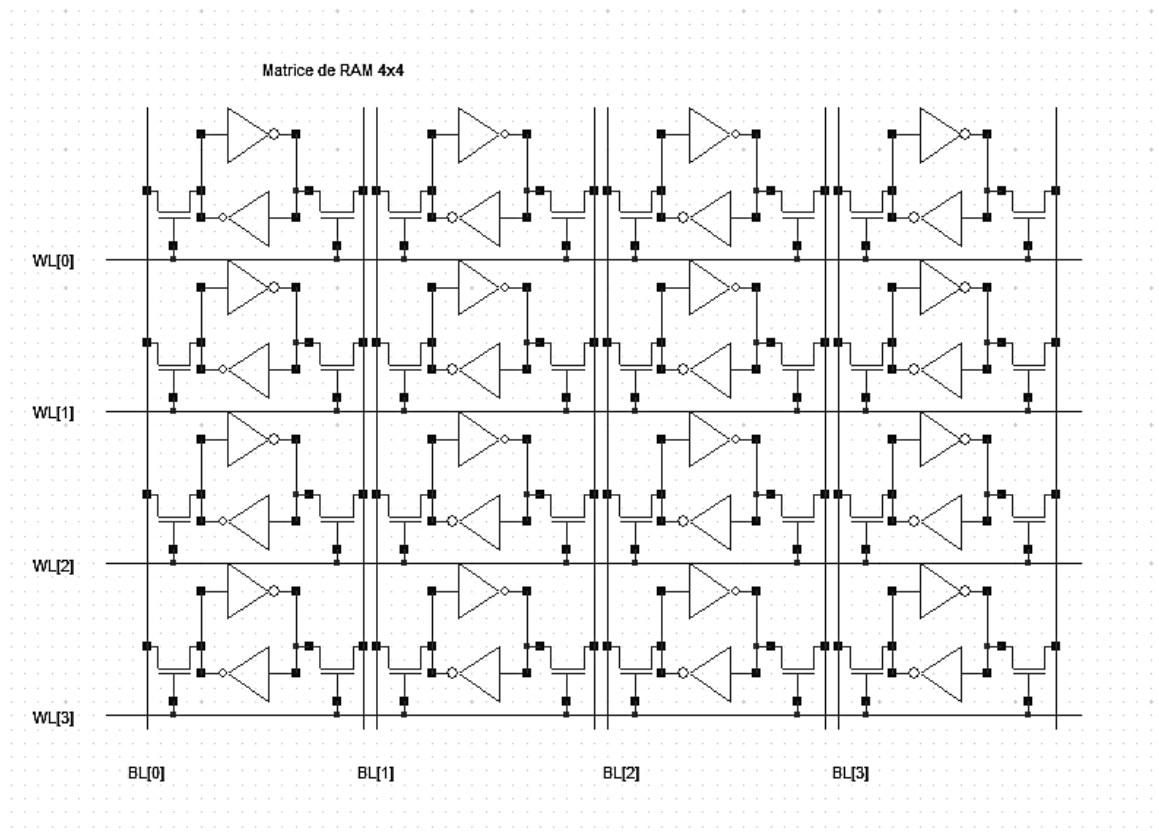 Matrice de RAM 4x4
WL[0]
WL[1]
WL[2]
WL[3]
BL[0] BL[1] BL[2] BL[3]